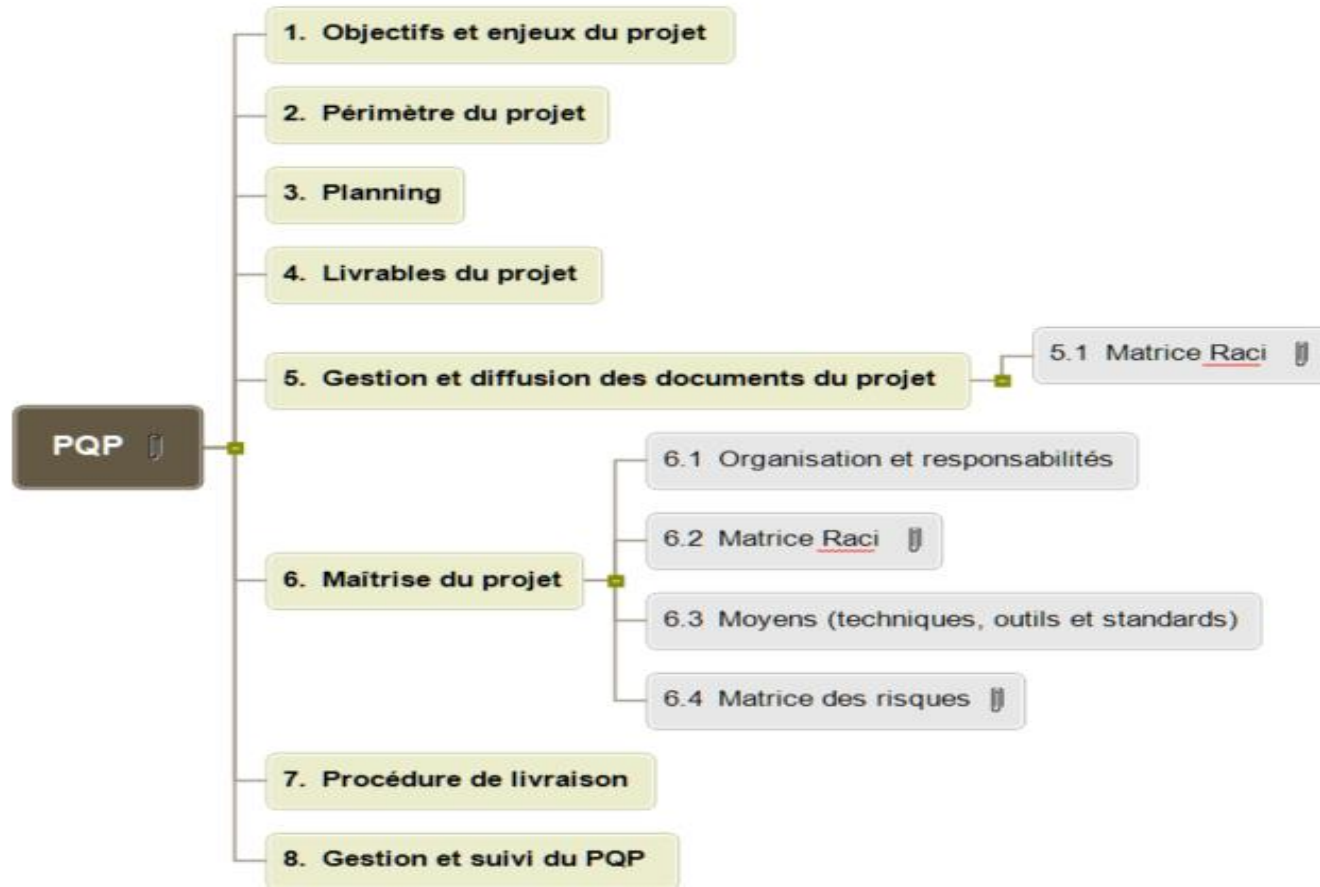 1. Objectifs et enjeux du projet
2. Périmètre du projet
3. Planning
4. Livrables du projet
5. Gestion et diffusion des documents du projet
5.1 Matrice Raci
PQP
6. Maîtrise du projet
6.1 Organisation et responsabilités
6.2 Matrice Raci
6.3 Moyens (techniques, outils et standards)
6.4 Matrice des risques
7. Procédure de livraison
8. Gestion et suivi du PQP